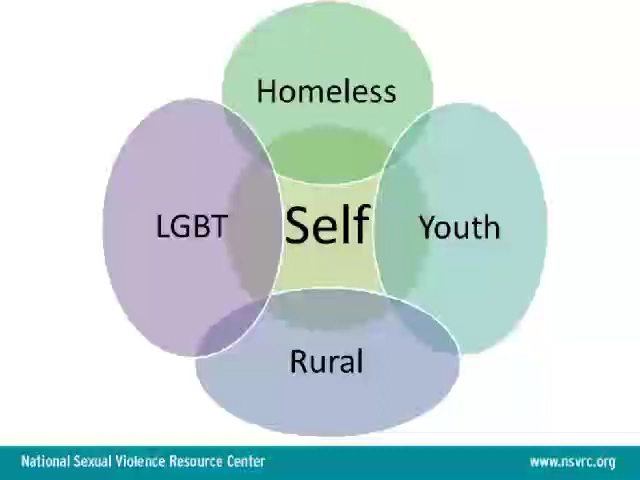 Homeless
LGBT Self Youth
Rural
National Sexual Violence Resource Center www.nsvrc.org